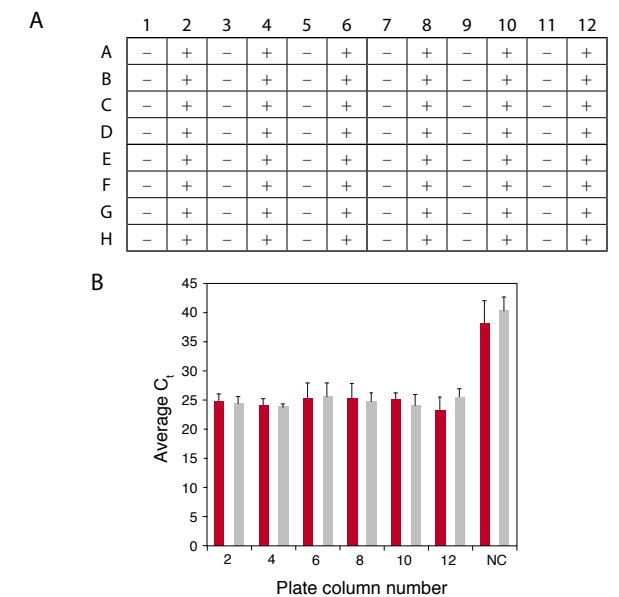 A
1 2 3 4 5 6 7 8 9 10 11 12
A – + – + – + – + – + – +
B – + – + – + – + – + – +
C – + – + – + – + – + – +
D – + – + – + – + – + – +
E – + – + – + – + – + – +
F – + – + – + – + – + – +
G – + – + – + – + – + – +
H – + – + – + – + – + – +
B
45
40
35
30
25
20
15
10
5
0
Average Ct
2 4 6 8 10 12 NC
Plate column number